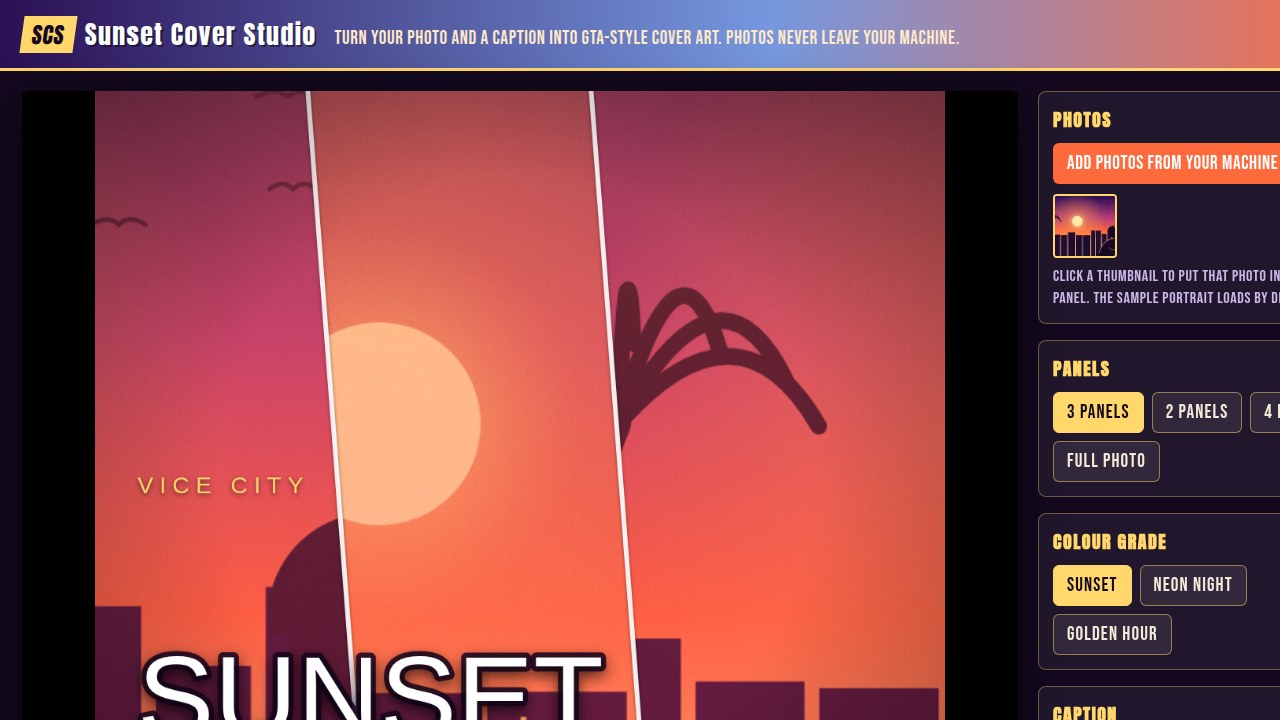 SCS Sunset Cover Studio TURN YOUR PHOTO AND A CAPTION INTO GTA-STYLE COVER ART. PHOTOS NEVER LEAVE YOUR MACHINE.
VICE CITY
SUNSET
PHOTOS
ADD PHOTOS FROM YOUR MACHINE
CLICK A THUMBNAIL TO PUT THAT PHOTO IN
PANEL. THE SAMPLE PORTRAIT LOADS BY
PANELS
3 PANELS 2 PANELS 4
FULL PHOTO
COLOUR GRADE
SUNSET NEON NIGHT
GOLDEN HOUR
CAPTION